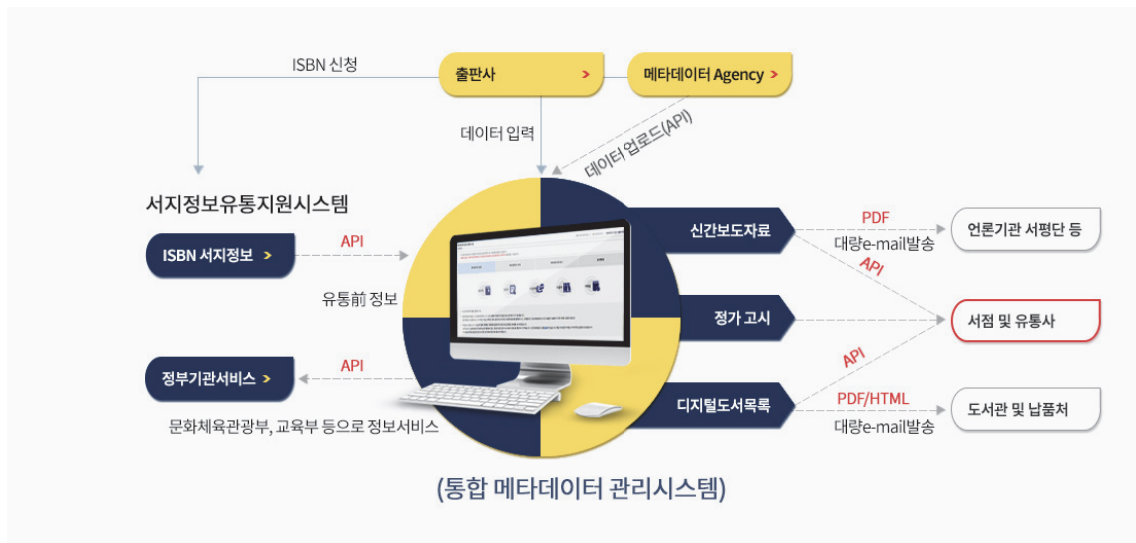 ISBN 신청
출판사
메타데이터 Agency
데이터 입력
데이터 업로드(API)
서지정보유통지원시스템
ISBN 서지정보
API
유통前 정보
정부기관서비스
API
문화체육관광부, 교육부 등으로 정보서비스
신간보도자료
PDF
대량e-mail발송
언론기관 서평단 등
API
정가 고시
서점 및 유통사
API
디지털도서목록
PDF/HTML
대량e-mail발송
도서관 및 납품처
(통합 메타데이터 관리시스템)